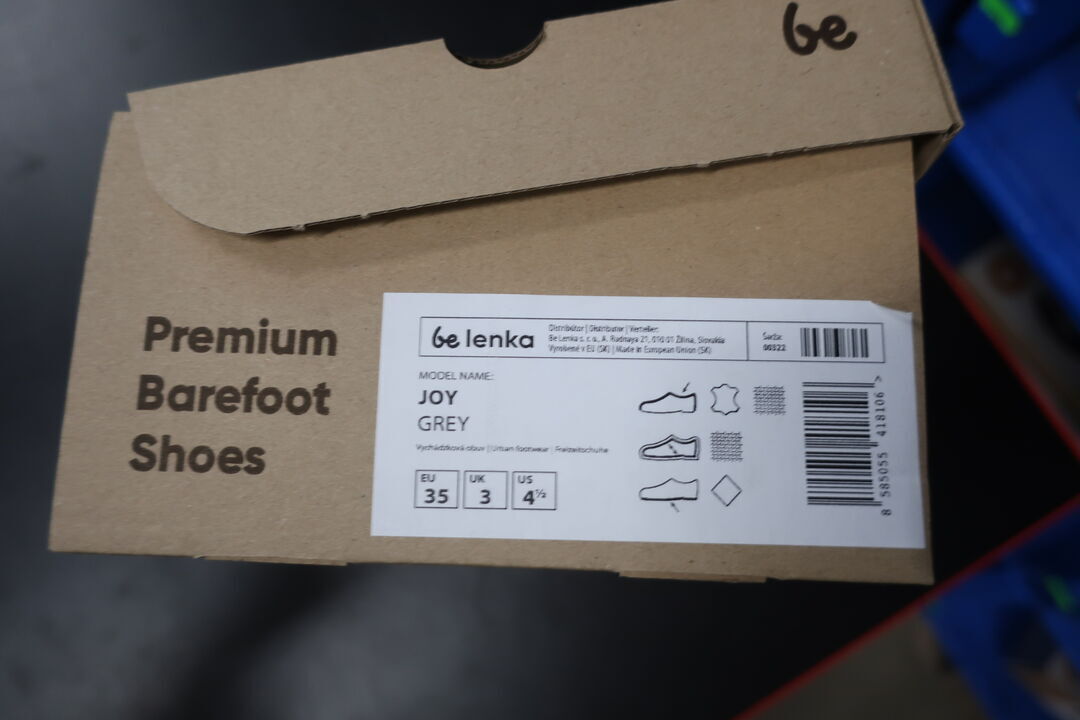 be
Premium
Barefoot
Shoes
be lenka
Distribútor | Distributor | Verteiler:
Be Lenka s. r. o., A. Rudnaya 21, 010 01 Žilina, Slovakia
Vyrobené v EÚ (SK) | Made in European Union (SK)
00322
MODEL NAME:
JOY
GREY
Vychádzková obuv | Urban footwear | Freizeitschuhe
EU
35
UK
3
US
4½
8 585055 418106 >